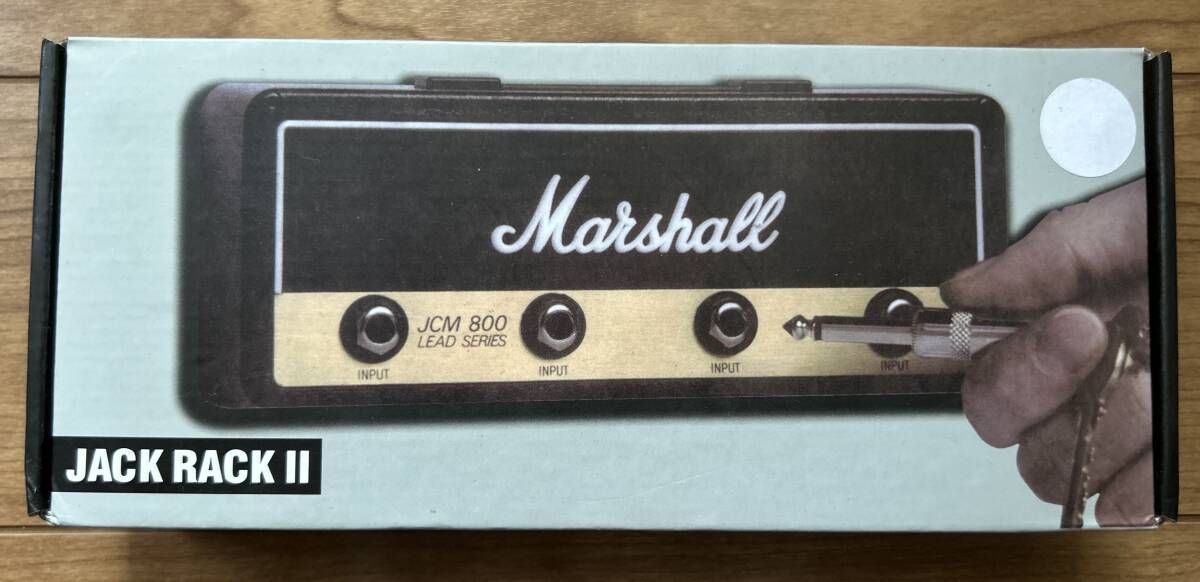 Marshall
JCM 800
LEAD SERIES
INPUT
INPUT
INPUT
INPUT
JACK RACK II